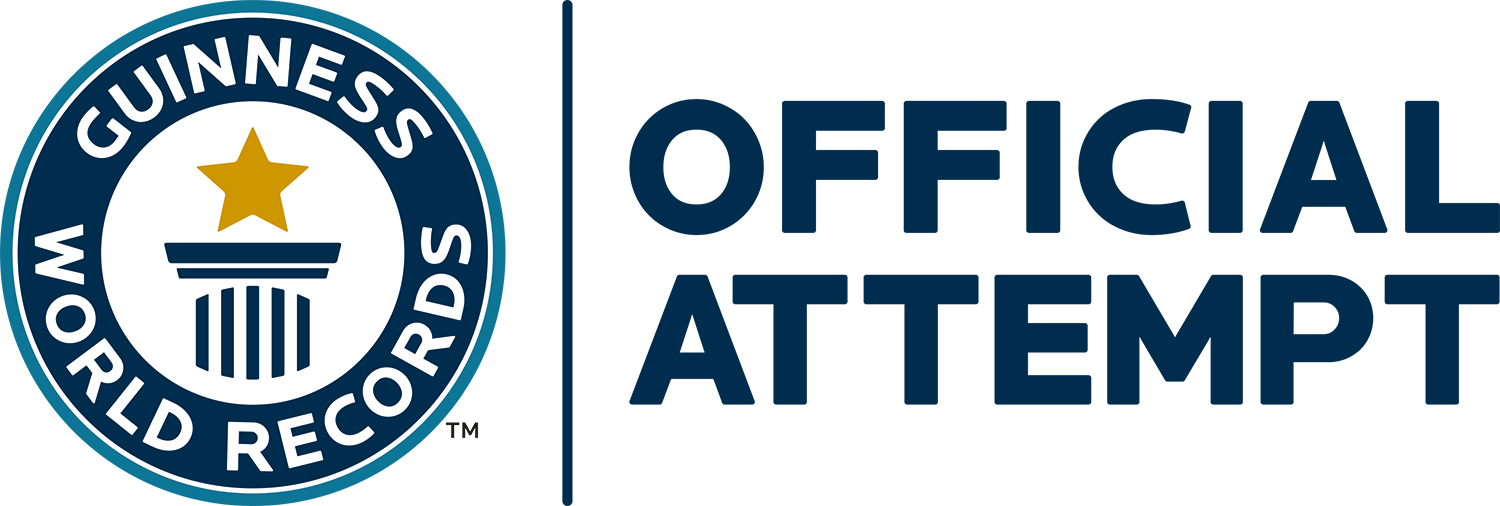 GUINNESS
WORLD RECORDS
TM
OFFICIAL
ATTEMPT